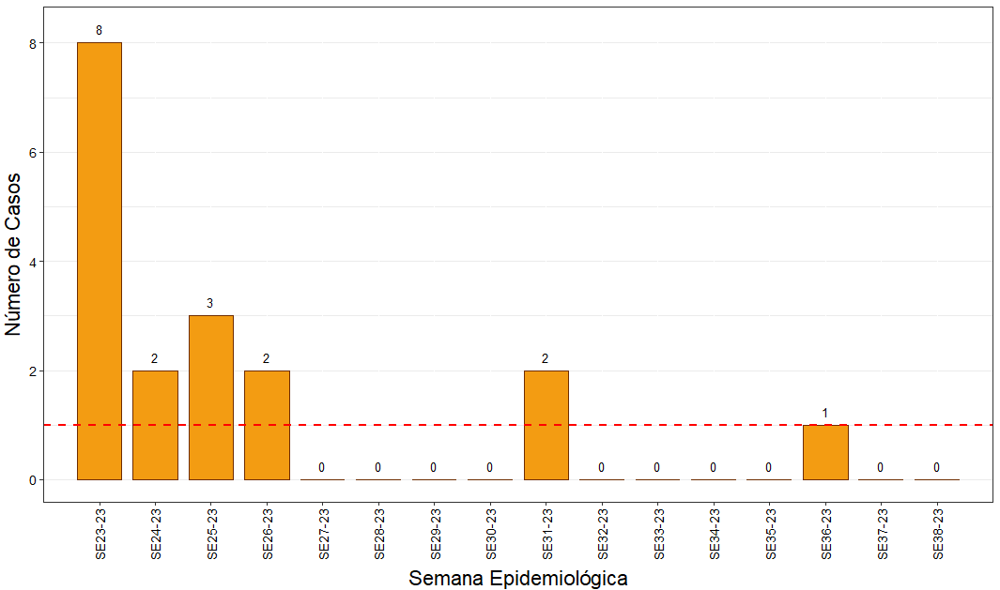 Número de Casos
8
6
4
2
0
8
2
3
2
0
0
0
0
2
0
0
0
0
1
0
0
SE23-23
SE24-23
SE25-23
SE26-23
SE27-23
SE28-23
SE29-23
SE30-23
SE31-23
SE32-23
SE33-23
SE34-23
SE35-23
SE36-23
SE37-23
SE38-23
Semana Epidemiológica